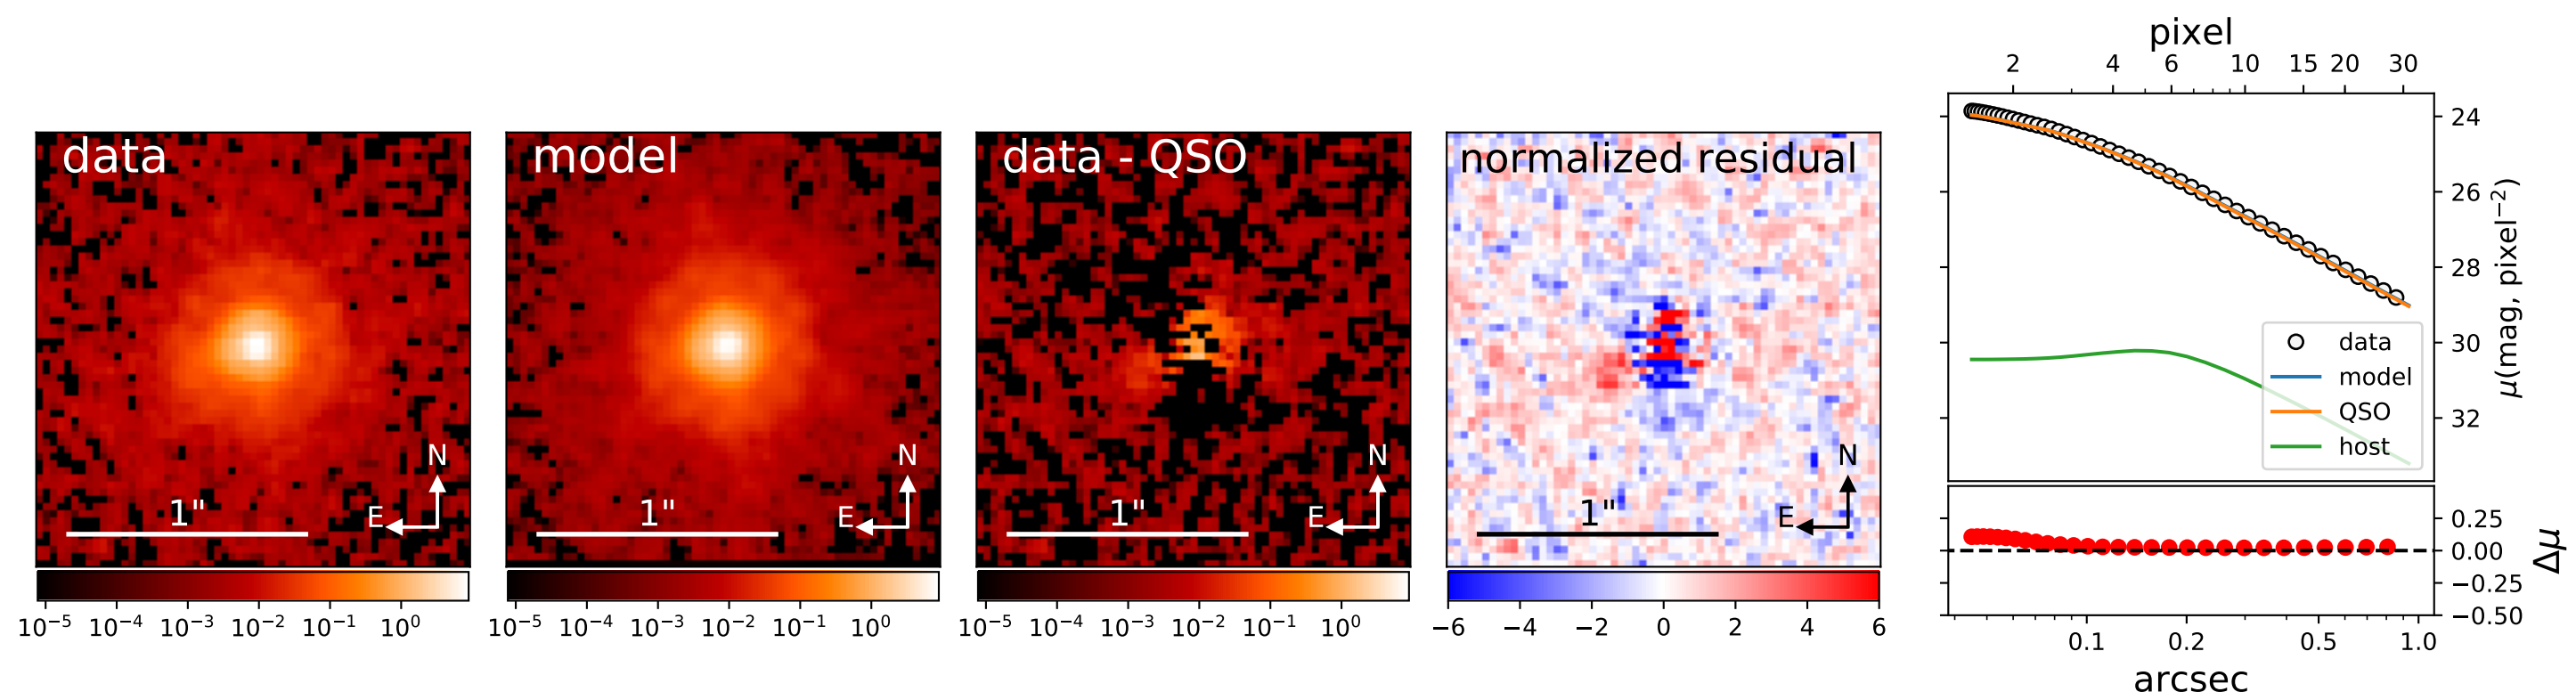 data
N
E
1"
10⁻⁵ 10⁻⁴ 10⁻³ 10⁻² 10⁻¹ 10⁰
model
N
E
1"
10⁻⁵ 10⁻⁴ 10⁻³ 10⁻² 10⁻¹ 10⁰
data - QSO
N
E
1"
10⁻⁵ 10⁻⁴ 10⁻³ 10⁻² 10⁻¹ 10⁰
normalized residual
N
E
1"
−6 −4 −2 0 2 4 6
pixel
2 4 6 10 15 20 30
24
26
28
30
32
μ(mag, pixel⁻²)
data
model
QSO
host
0.25
0.00
−0.25
−0.50
Δμ
0.1 0.2 0.5 1.0
arcsec